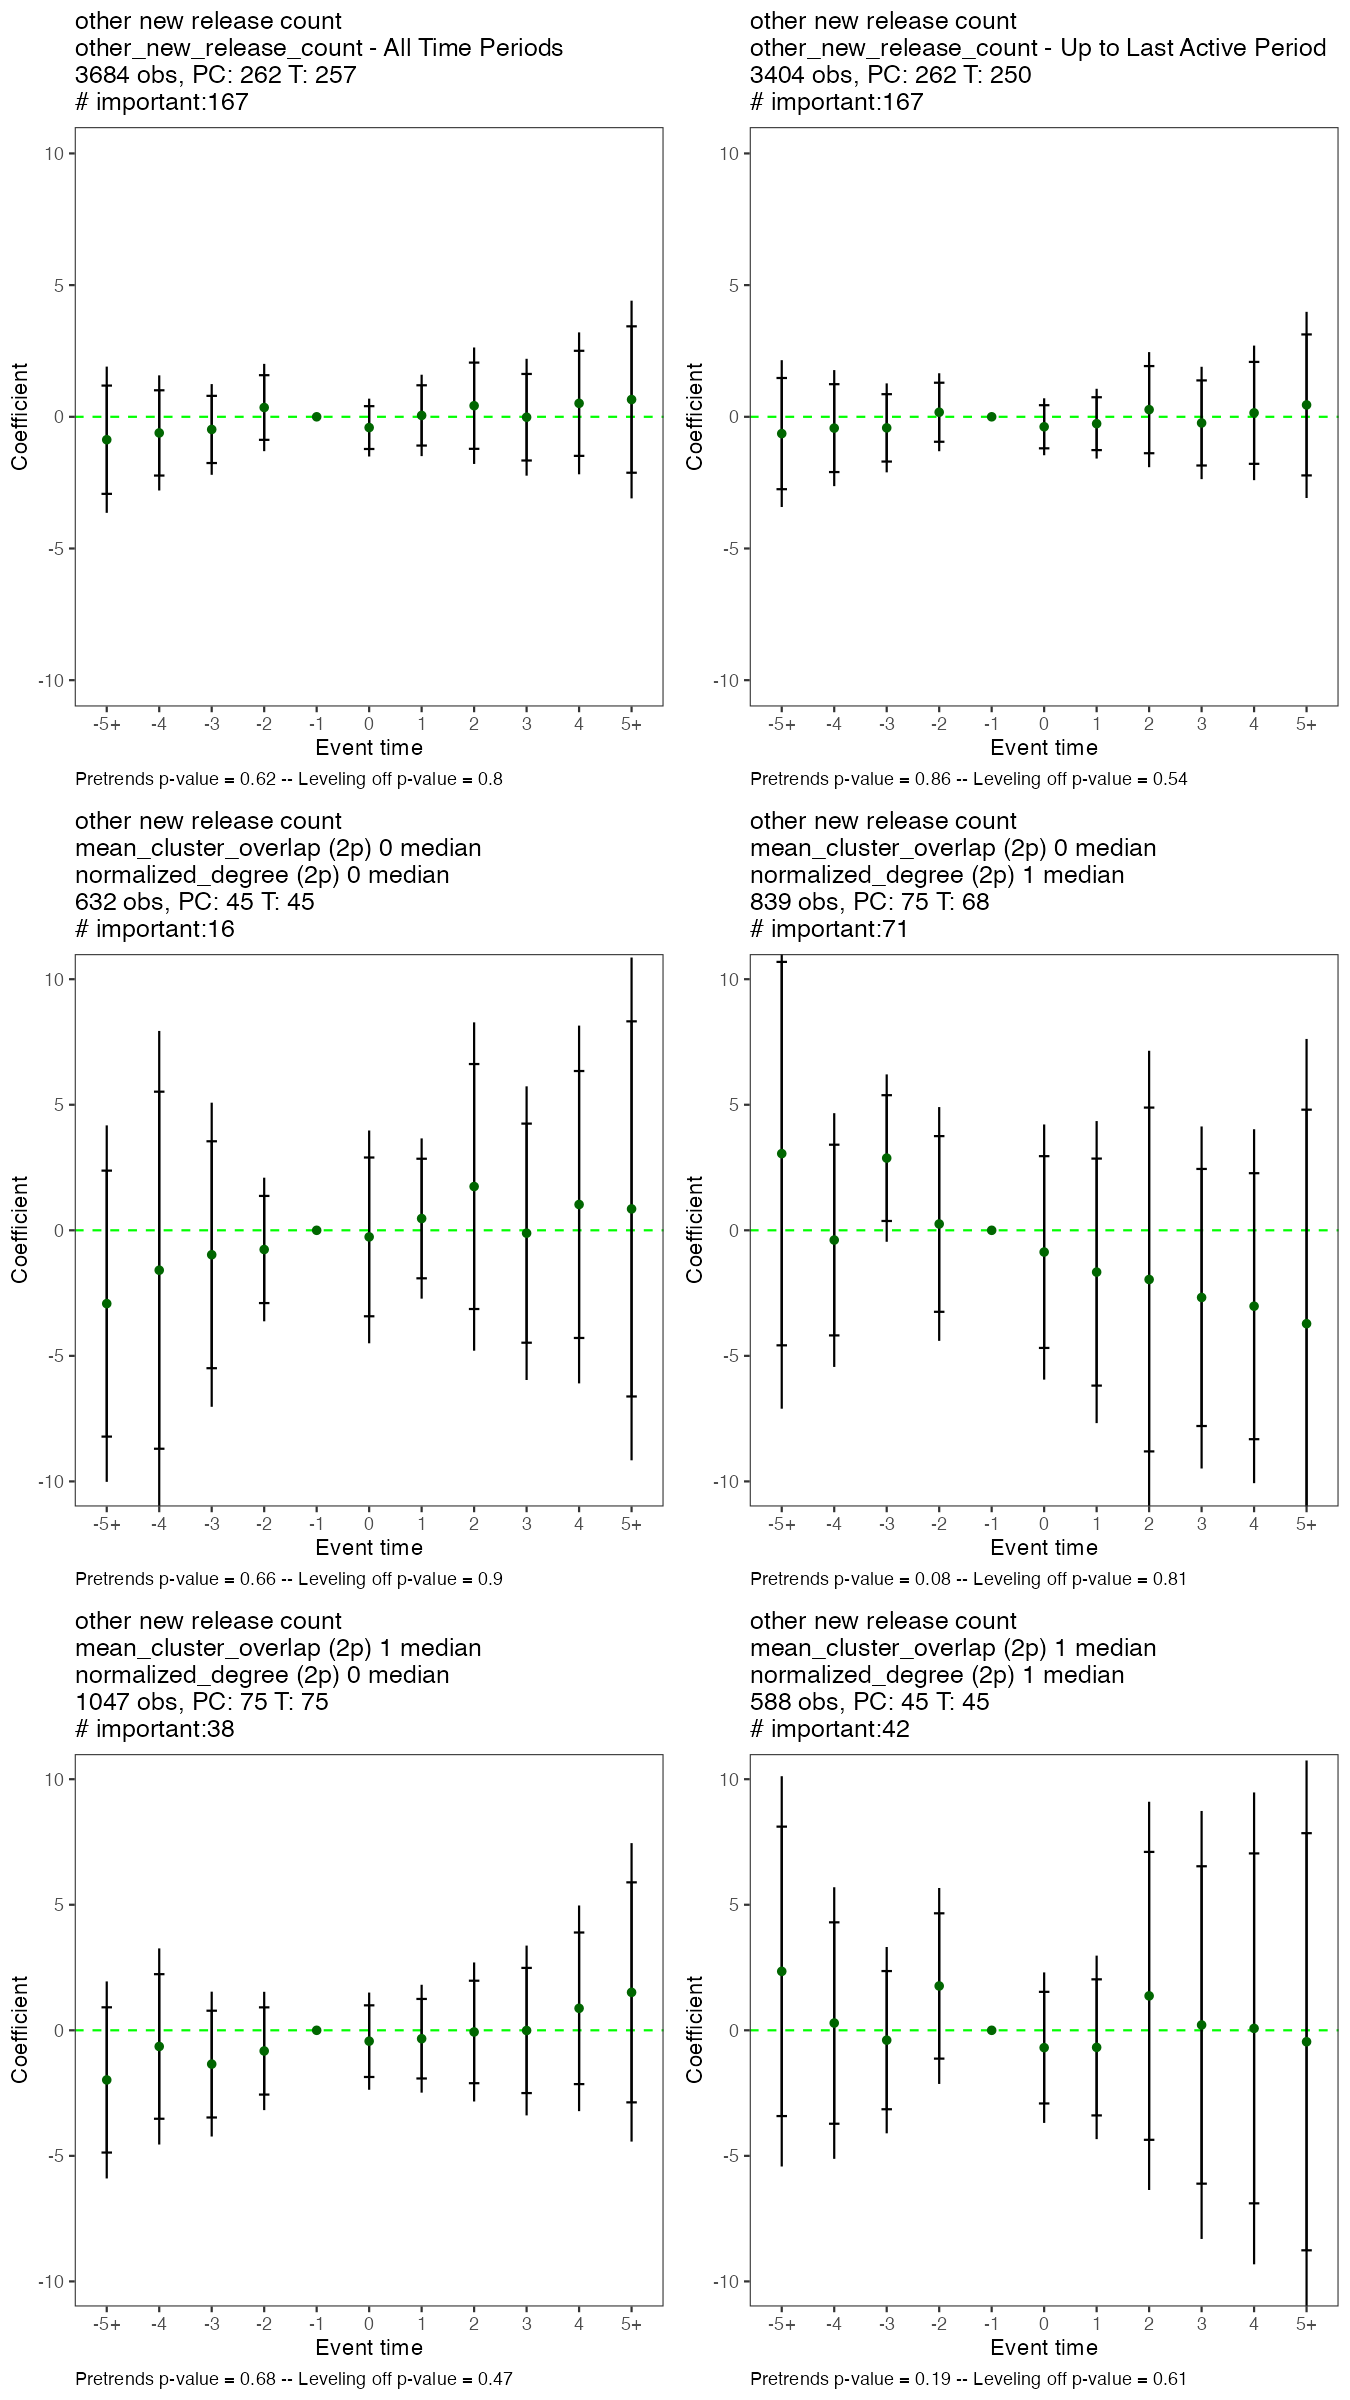 other new release count
other_new_release_count - All Time Periods
3684 obs, PC: 262 T: 257
# important:167
10
5
0
-5
-10
Coefficient
-5+ -4 -3 -2 -1 0 1 2 3 4 5+
Event time
Pretrends p-value = 0.62 -- Leveling off p-value = 0.8
other new release count
other_new_release_count - Up to Last Active Period
3404 obs, PC: 262 T: 250
# important:167
10
5
0
-5
-10
Coefficient
-5+ -4 -3 -2 -1 0 1 2 3 4 5+
Event time
Pretrends p-value = 0.86 -- Leveling off p-value = 0.54
other new release count
mean_cluster_overlap (2p) 0 median
normalized_degree (2p) 0 median
632 obs, PC: 45 T: 45
# important:16
10
5
0
-5
-10
Coefficient
-5+ -4 -3 -2 -1 0 1 2 3 4 5+
Event time
Pretrends p-value = 0.66 -- Leveling off p-value = 0.9
other new release count
mean_cluster_overlap (2p) 0 median
normalized_degree (2p) 1 median
839 obs, PC: 75 T: 68
# important:71
10
5
0
-5
-10
Coefficient
-5+ -4 -3 -2 -1 0 1 2 3 4 5+
Event time
Pretrends p-value = 0.08 -- Leveling off p-value = 0.81
other new release count
mean_cluster_overlap (2p) 1 median
normalized_degree (2p) 0 median
1047 obs, PC: 75 T: 75
# important:38
10
5
0
-5
-10
Coefficient
-5+ -4 -3 -2 -1 0 1 2 3 4 5+
Event time
Pretrends p-value = 0.68 -- Leveling off p-value = 0.47
other new release count
mean_cluster_overlap (2p) 1 median
normalized_degree (2p) 1 median
588 obs, PC: 45 T: 45
# important:42
10
5
0
-5
-10
Coefficient
-5+ -4 -3 -2 -1 0 1 2 3 4 5+
Event time
Pretrends p-value = 0.19 -- Leveling off p-value = 0.61